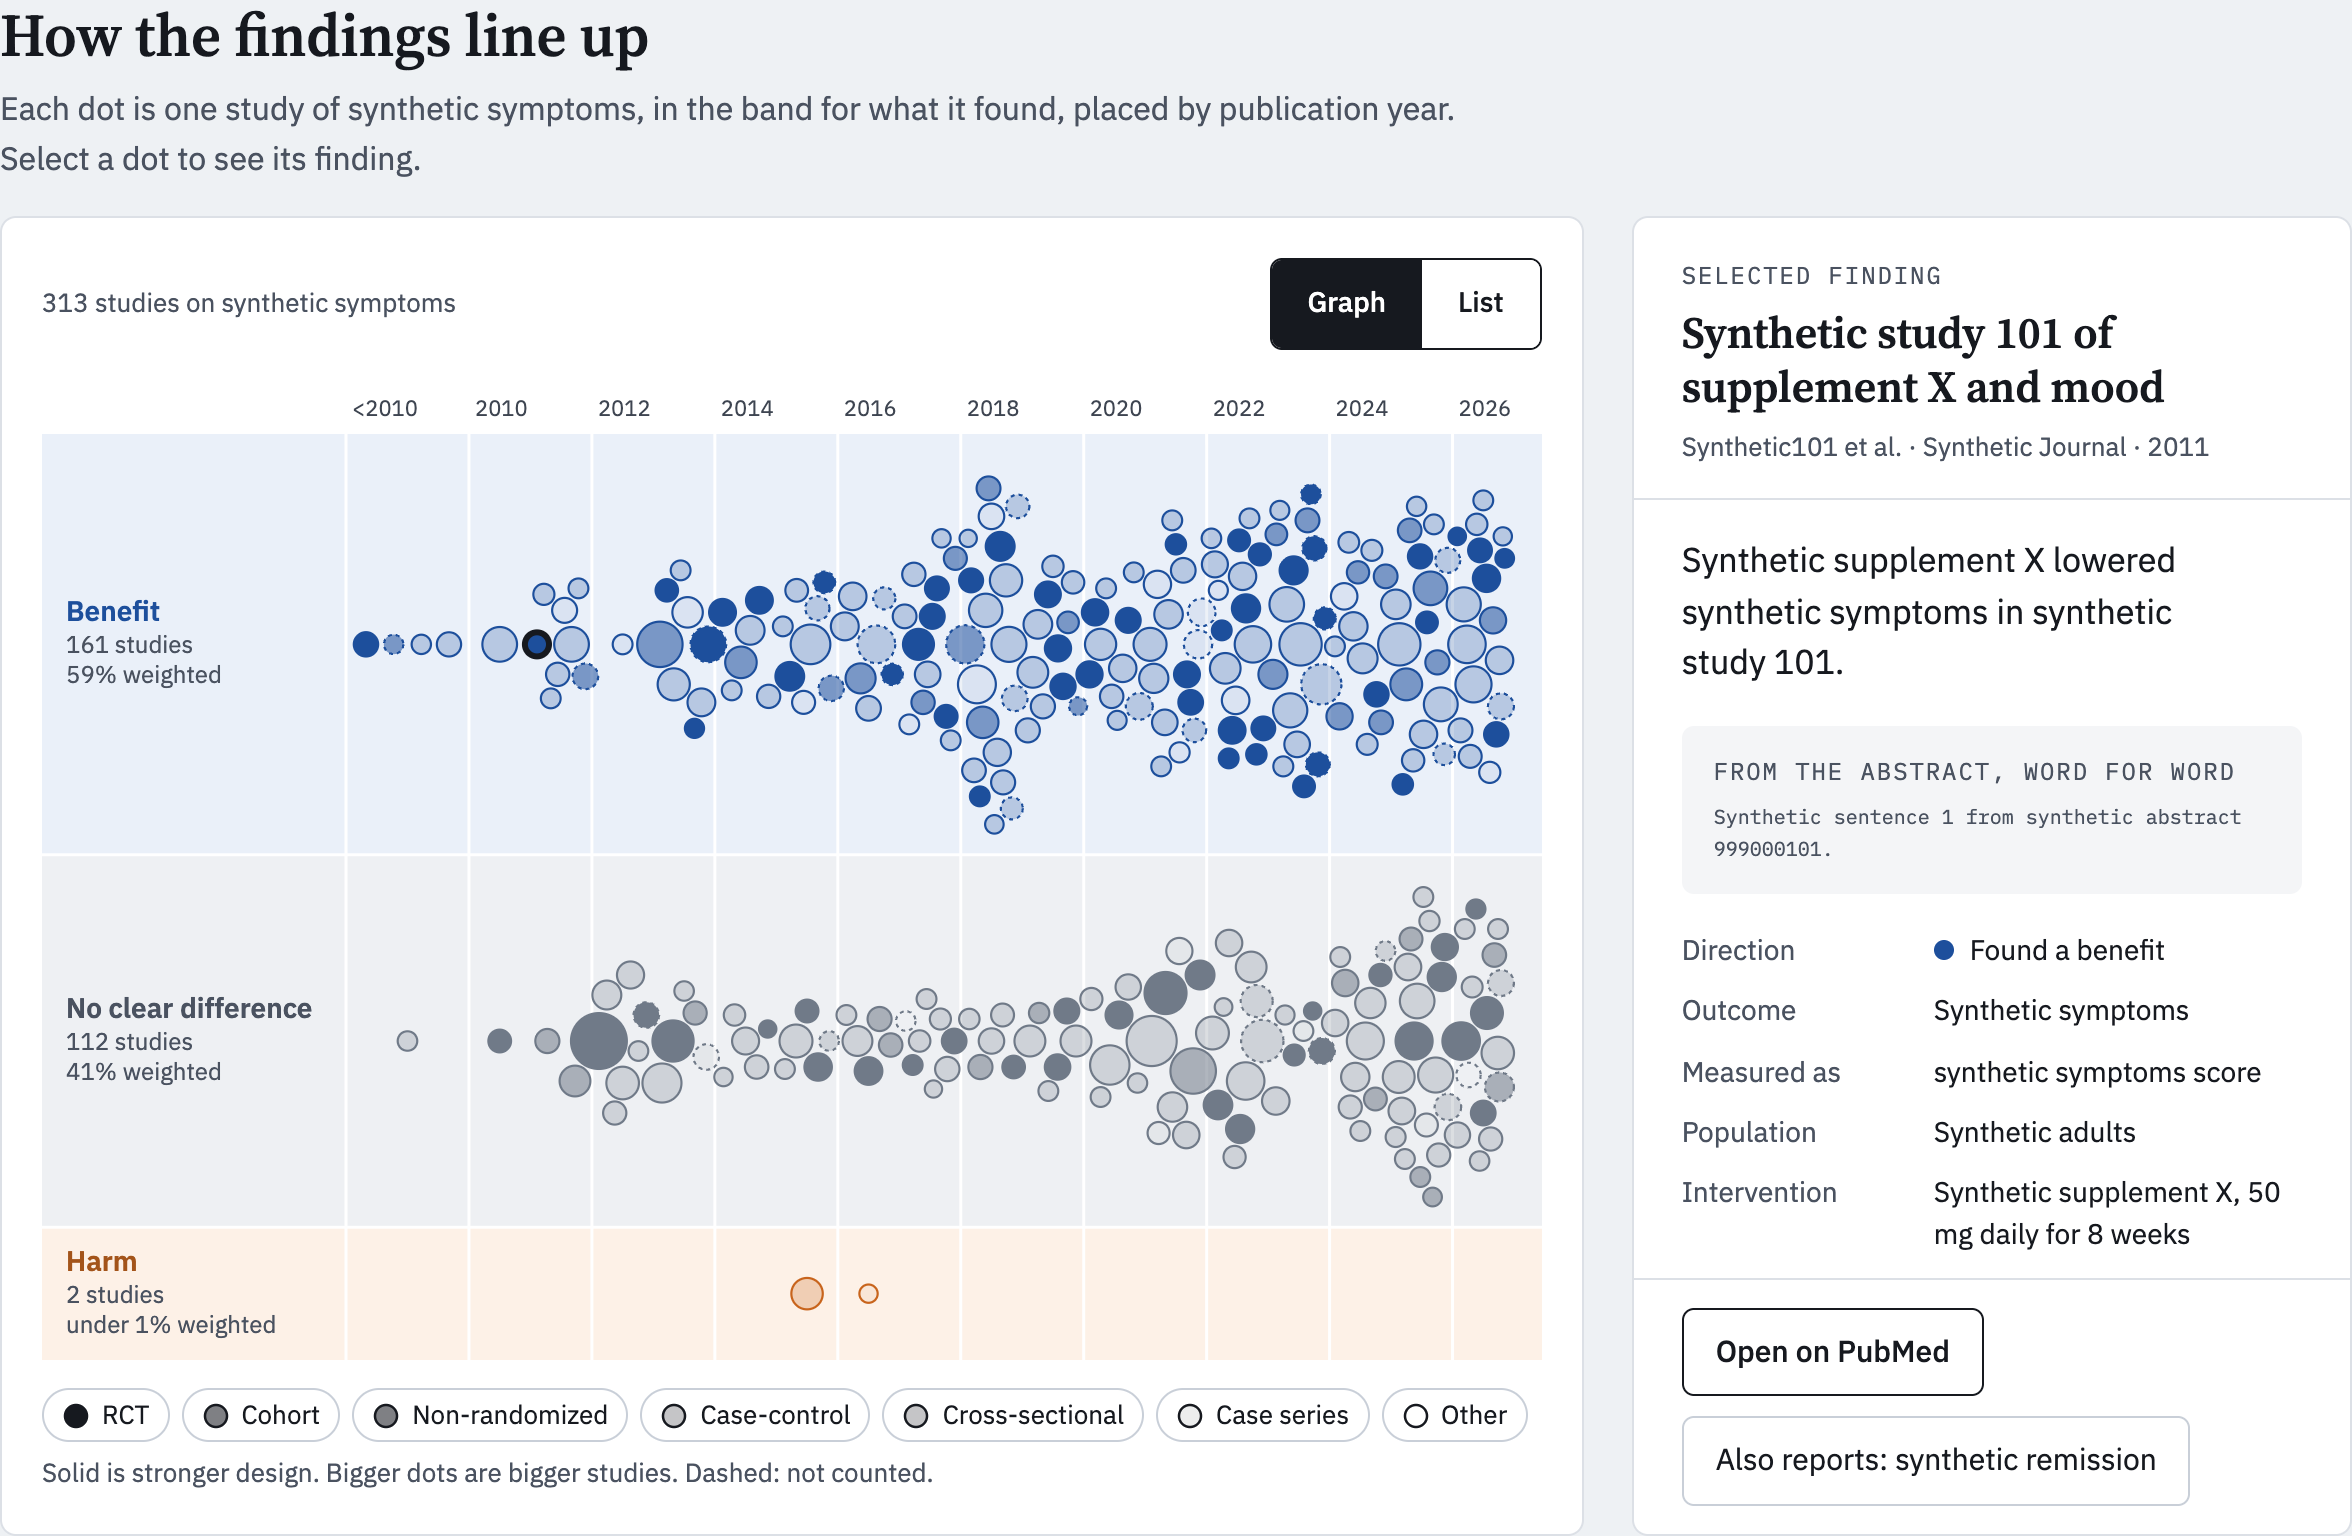 How the findings line up
Each dot is one study of synthetic symptoms, in the band for what it found, placed by publication year.
Select a dot to see its finding.
313 studies on synthetic symptoms
Graph
List
<2010 2010 2012 2014 2016 2018 2020 2022 2024 2026
Benefit
161 studies
59% weighted
No clear difference
112 studies
41% weighted
Harm
2 studies
under 1% weighted
RCT
Cohort
Non-randomized
Case-control
Cross-sectional
Case series
Other
Solid is stronger design. Bigger dots are bigger studies. Dashed: not counted.
SELECTED FINDING
Synthetic study 101 of
supplement X and mood
Synthetic101 et al. · Synthetic Journal · 2011
Synthetic supplement X lowered
synthetic symptoms in synthetic
study 101.
FROM THE ABSTRACT, WORD FOR WORD
Synthetic sentence 1 from synthetic abstract
999000101.
Direction Found a benefit
Outcome Synthetic symptoms
Measured as synthetic symptoms score
Population Synthetic adults
Intervention Synthetic supplement X, 50
mg daily for 8 weeks
Open on PubMed
Also reports: synthetic remission